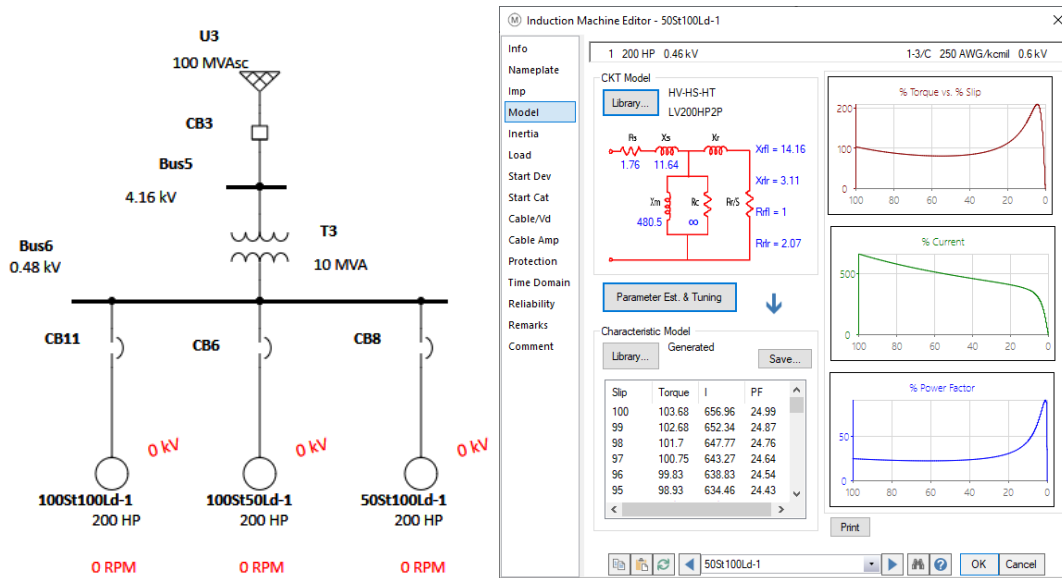 U3
100 MVAsc
CB3
Bus5
4.16 kV
T3
10 MVA
Bus6
0.48 kV
CB11
CB6
CB8
0 kV
0 kV
0 kV
100St100Ld-1
200 HP
100St50Ld-1
200 HP
50St100Ld-1
200 HP
0 RPM
0 RPM
0 RPM
M Induction Machine Editor - 50St100Ld-1
Info
Nameplate
Imp
Model
Inertia
Load
Start Dev
Start Cat
Cable/Vd
Cable Amp
Protection
Time Domain
Reliability
Remarks
Comment
1 200 HP 0.46 kV
1-3/C 250 AWG/kcmil 0.6 kV
CKT Model
Library...
HV-HS-HT
LV200HP2P
Rs Xs Xr
1.76 11.64
Xm Rc Rr/S
480.5 ∞
Xrfl = 14.16
Xrlr = 3.11
Rrfl = 1
Rrlr = 2.07
Parameter Est. & Tuning
Characteristic Model
Library...
Generated
Save...
Slip Torque I PF
100 103.68 656.96 24.99
99 102.68 652.34 24.87
98 101.7 647.77 24.76
97 100.75 643.27 24.64
96 99.83 638.83 24.54
95 98.93 634.46 24.43
% Torque vs. % Slip
200
100
0
100 80 60 40 20 0
% Current
500
0
100 80 60 40 20 0
% Power Factor
50
0
100 80 60 40 20 0
Print
50St100Ld-1
?
OK
Cancel